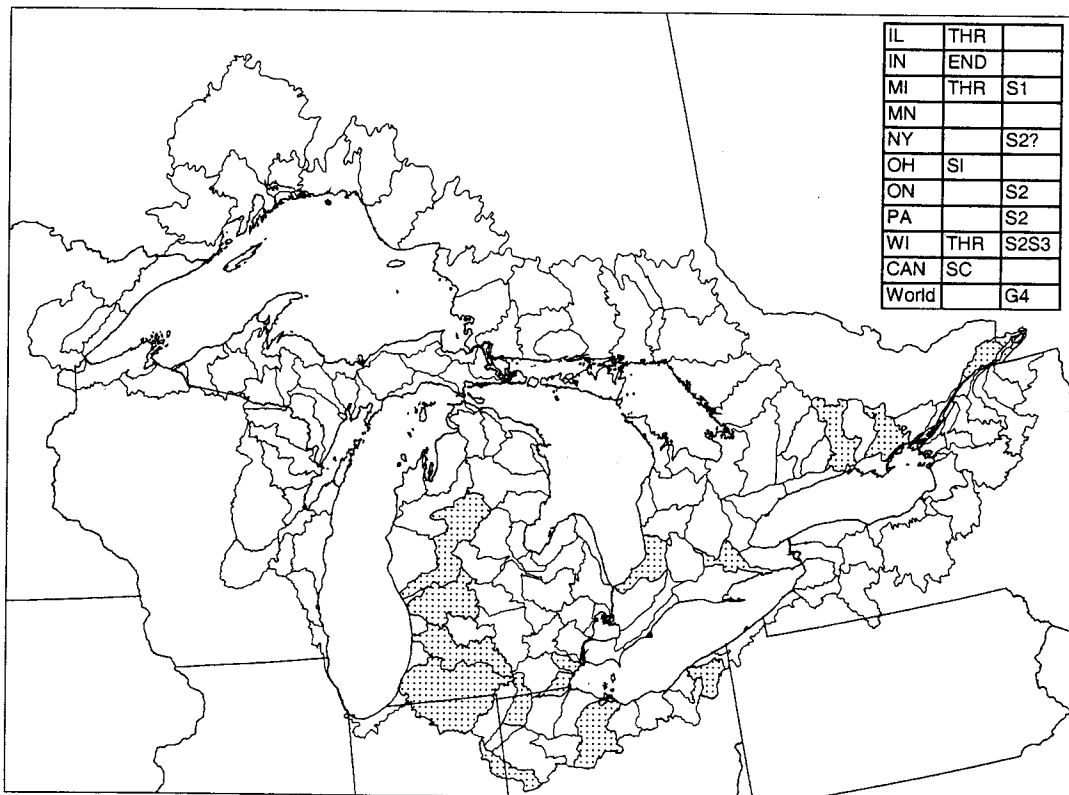 IL THR
IN END
MI THR S1
MN
NY S2?
OH SI
ON S2
PA S2
WI THR S2S3
CAN SC
World G4